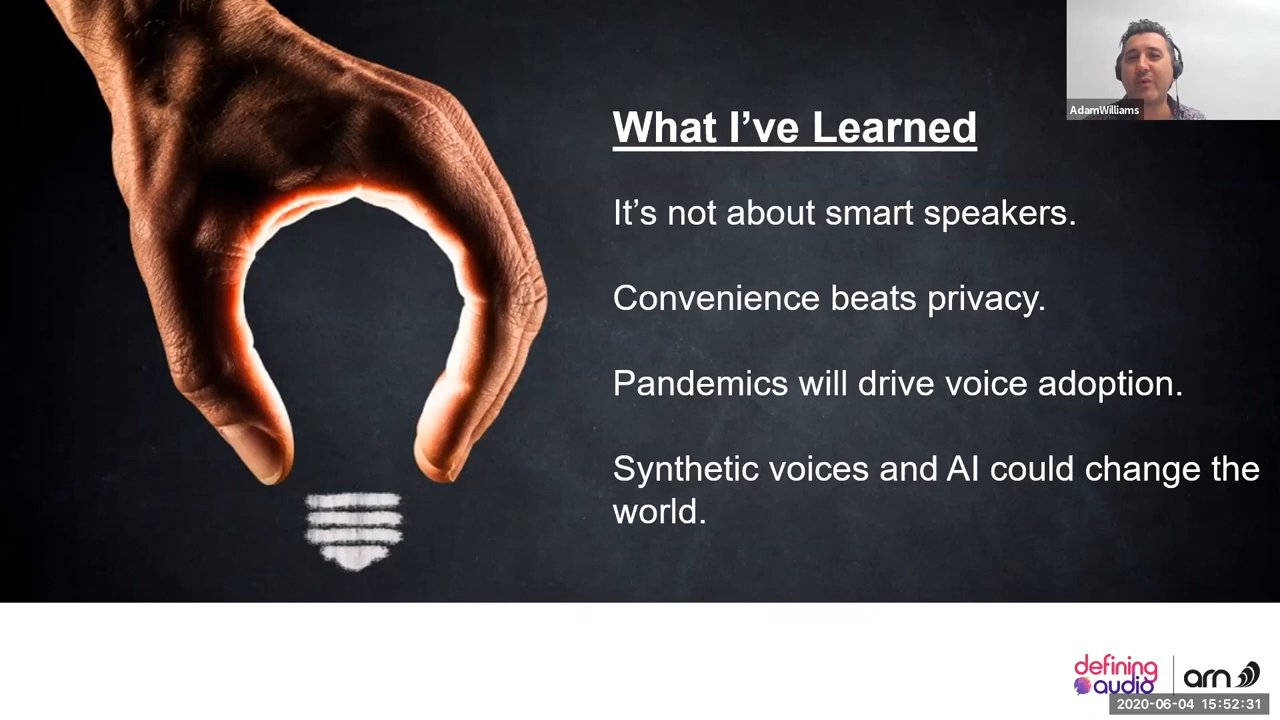 AdamWilliams
What I’ve Learned
It’s not about smart speakers.
Convenience beats privacy.
Pandemics will drive voice adoption.
Synthetic voices and AI could change the
world.
defining
audio
arn
2020-06-04 15:52:31